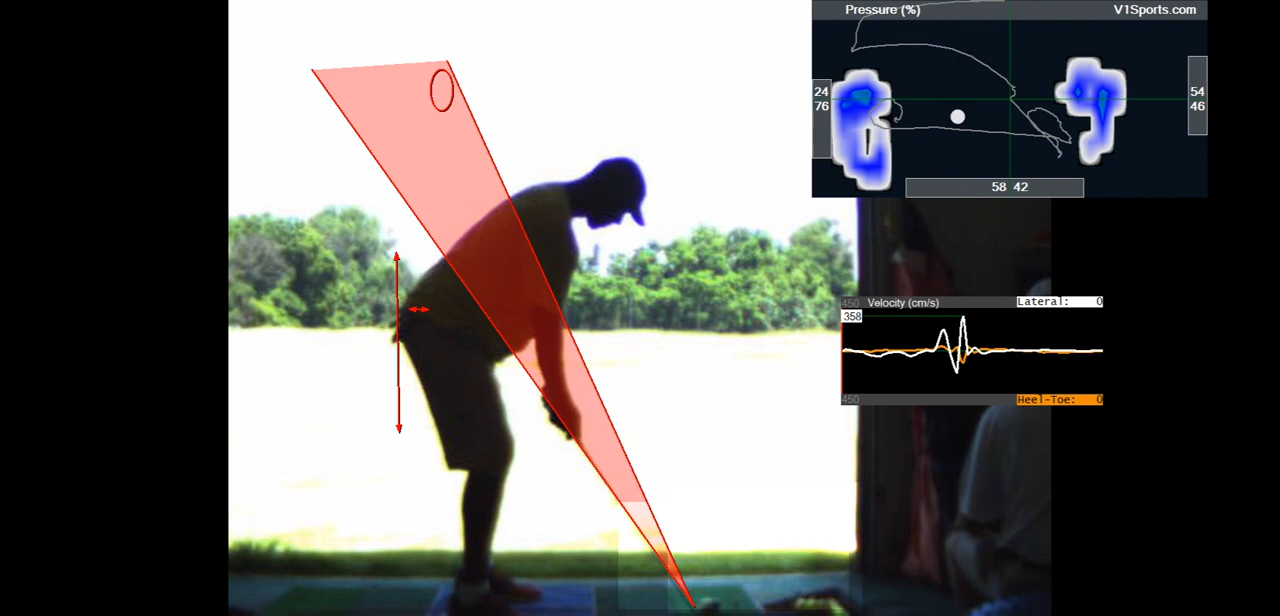 Pressure (%) V1Sports.com
24 54
76 46
58 42
450 Velocity (cm/s) Lateral: 0
358
450 Heel-Toe: 0